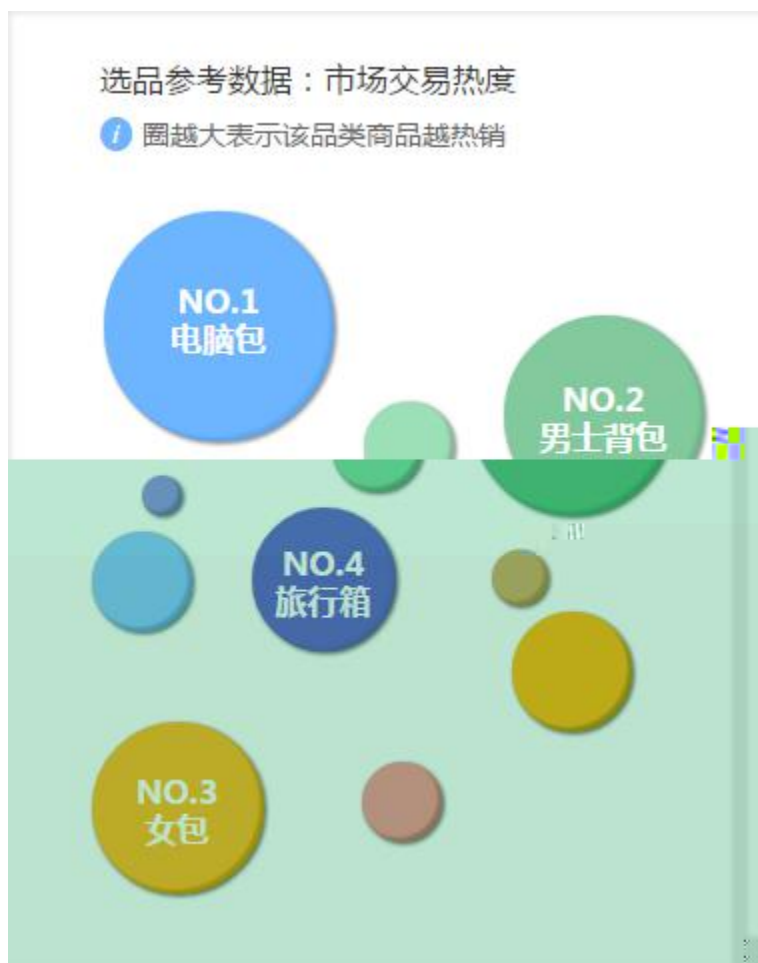 选品参考数据：市场交易热度
i 圈越大表示该品类商品越热销
NO.1
电脑包
NO.2
男士背包
NO.4
旅行箱
NO.3
女包